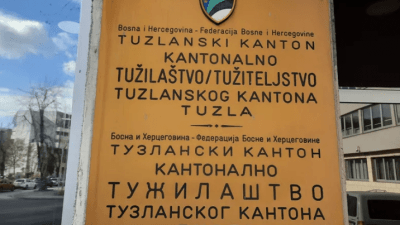 Bosna i Hercegovina - Federacija Bosne i Hercegovine
TUZLANSKI KANTON
KANTONALNO
TUŽILAŠTVO/TUŽITELJSTVO
TUZLANSKOG KANTONA
TUZLA
Босна и Херцеговина - Федерација Босне и Херцеговине
ТУЗЛАНСКИ КАНТОН
КАНТОНАЛНО
ТУЖИЛАШТВО
ТУЗЛАНСКОГ КАНТОНА